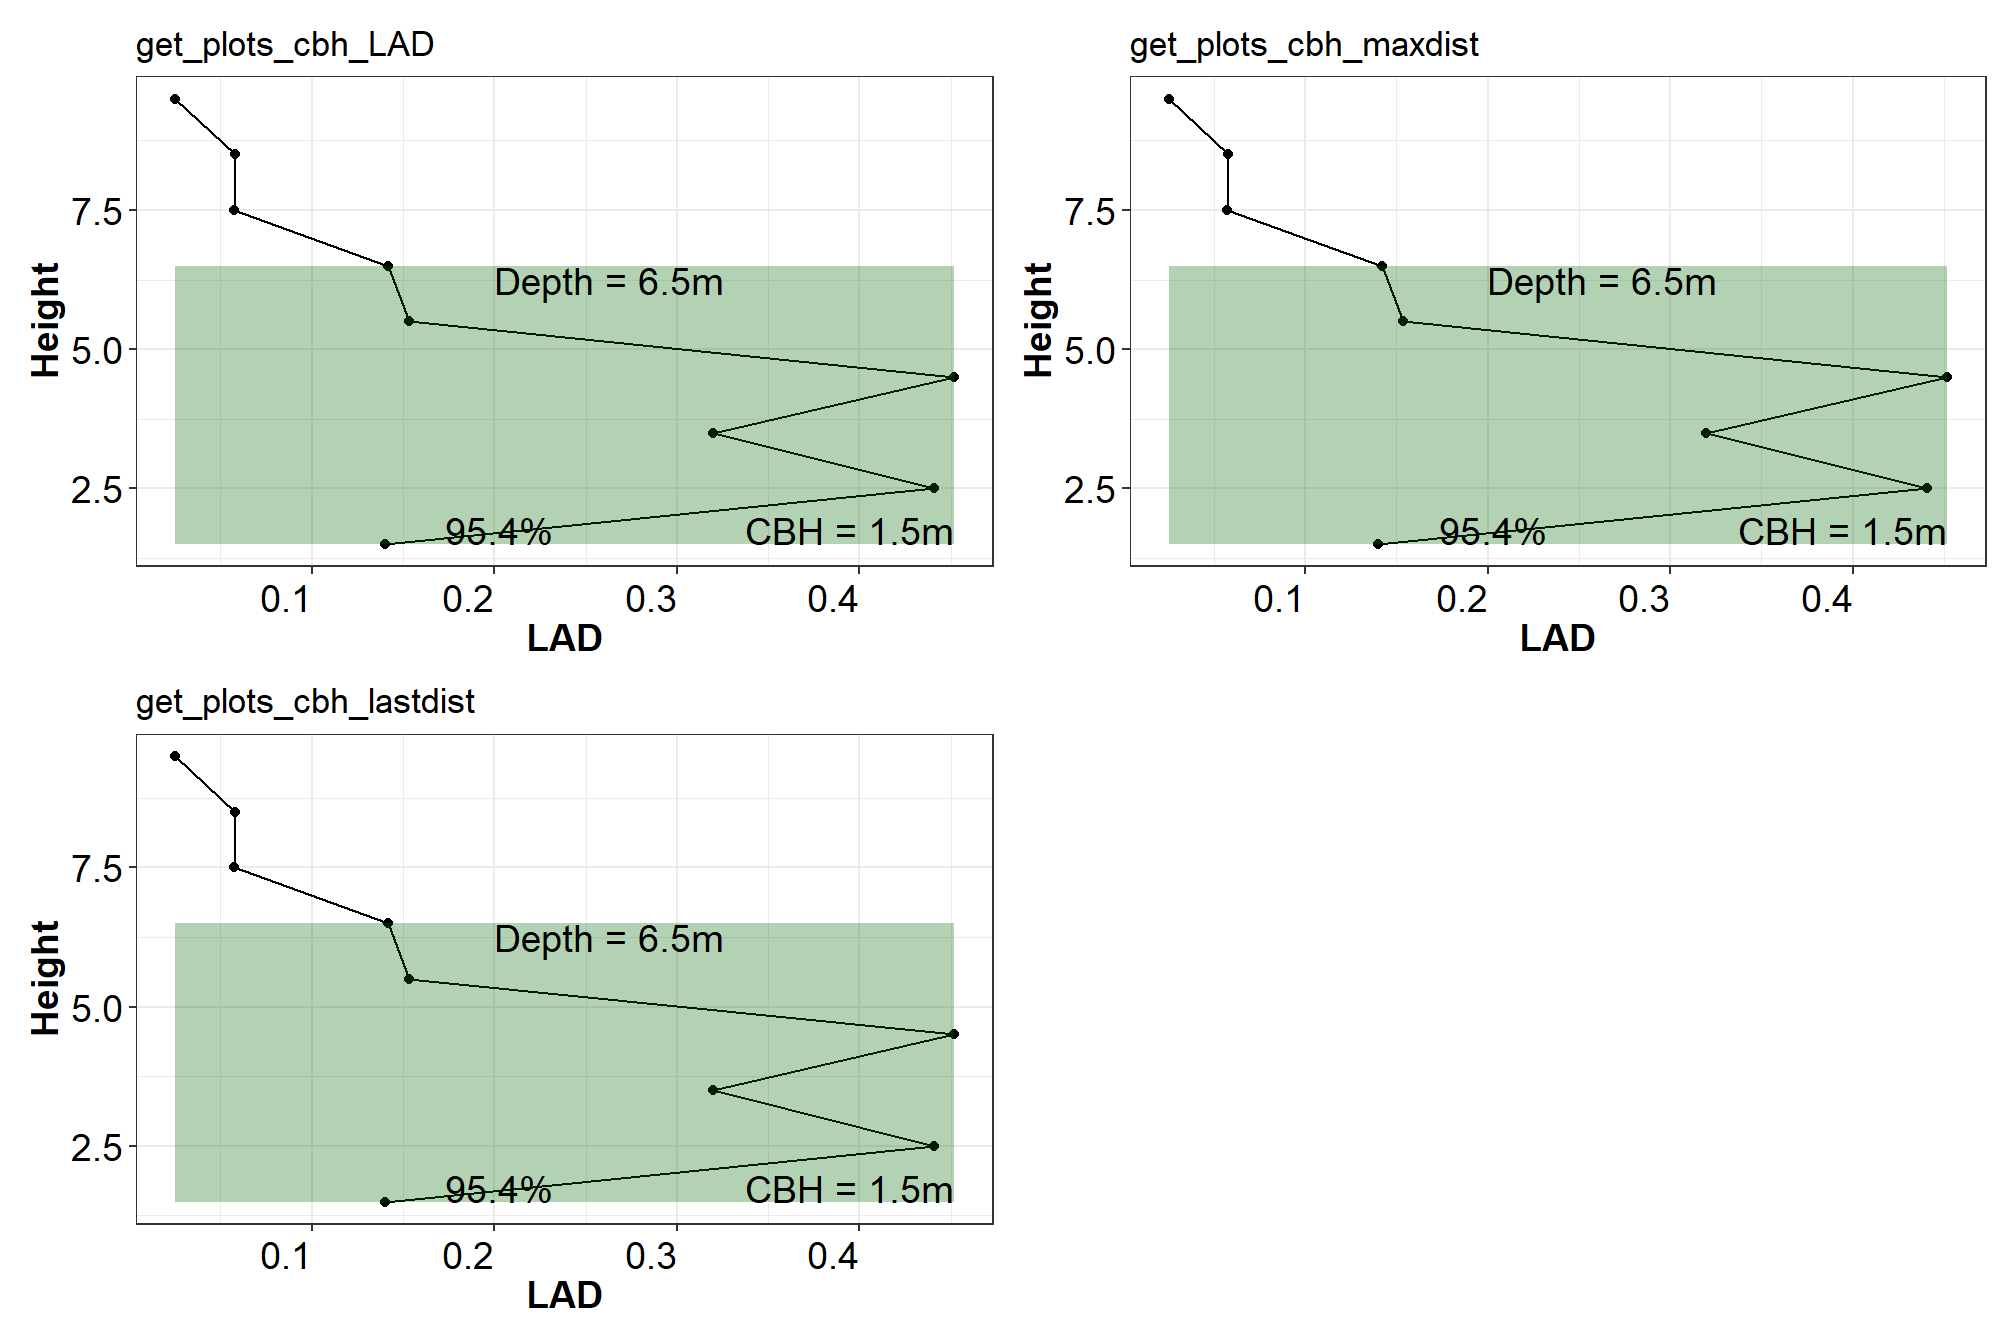 get_plots_cbh_LAD
Height
7.5
5.0
2.5
Depth = 6.5m
95.4%
CBH = 1.5m
0.1 0.2 0.3 0.4
LAD
get_plots_cbh_maxdist
Height
7.5
5.0
2.5
Depth = 6.5m
95.4%
CBH = 1.5m
0.1 0.2 0.3 0.4
LAD
get_plots_cbh_lastdist
Height
7.5
5.0
2.5
Depth = 6.5m
95.4%
CBH = 1.5m
0.1 0.2 0.3 0.4
LAD